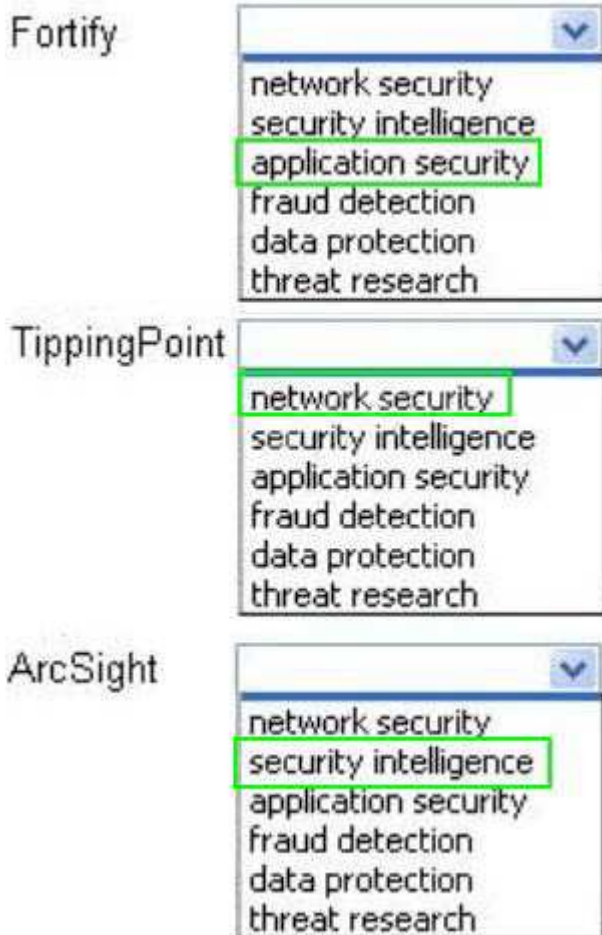 Fortify
network security
security intelligence
application security
fraud detection
data protection
threat research
TippingPoint
network security
security intelligence
application security
fraud detection
data protection
threat research
ArcSight
network security
security intelligence
application security
fraud detection
data protection
threat research